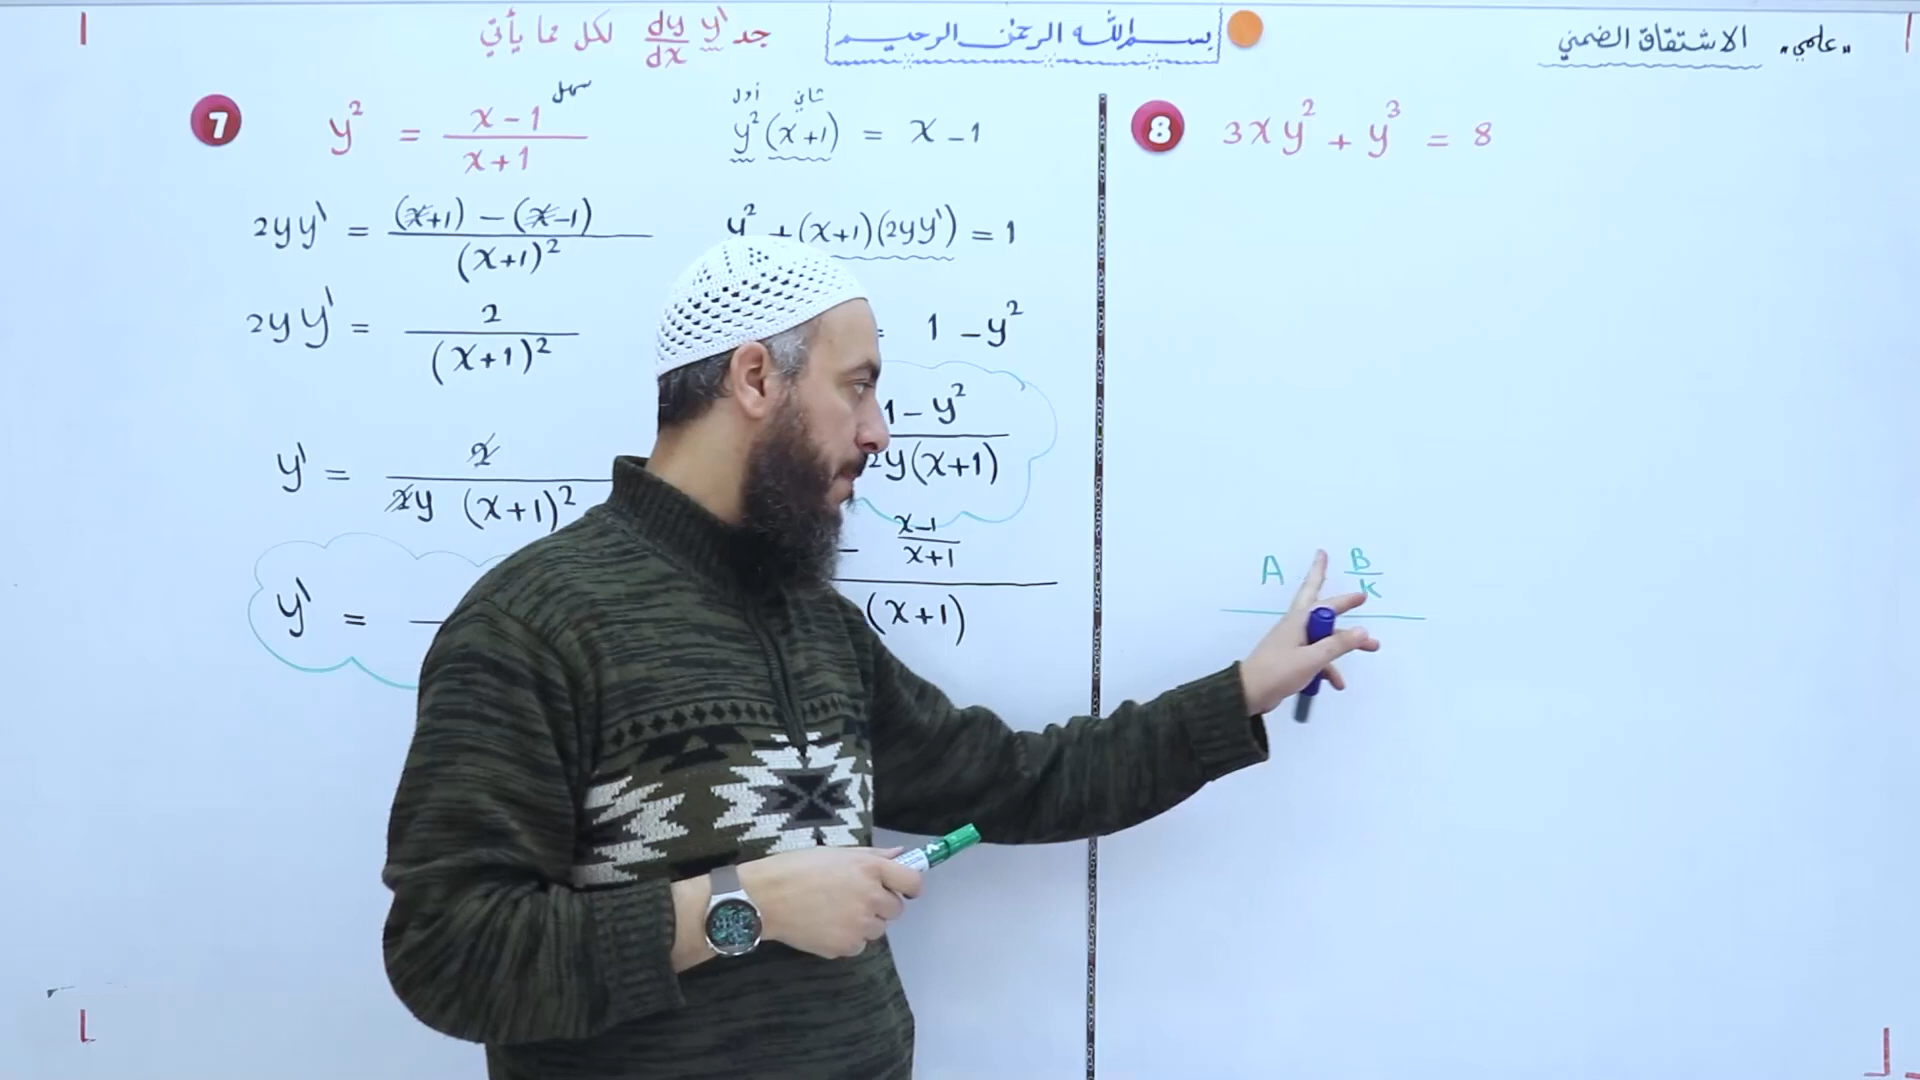 "علمي" الاشتقاق الضمني
بسم الله الرحمن الرحيم
جد y' dy/dx لكل مما يأتي
7
y² = (x-1)/(x+1)
سهل
2yy' = ((x+1) - (x-1))/(x+1)²
2yy' = 2/(x+1)²
y' = 2/(2y (x+1)²)
y' =
أول ثاني
y²(x+1) = x-1
y² + (x+1)(2yy') = 1
= 1 - y²
1 - y²/2y(x+1)
- (x-1)/(x+1)
(x+1)
8
3xy² + y³ = 8
A B/K